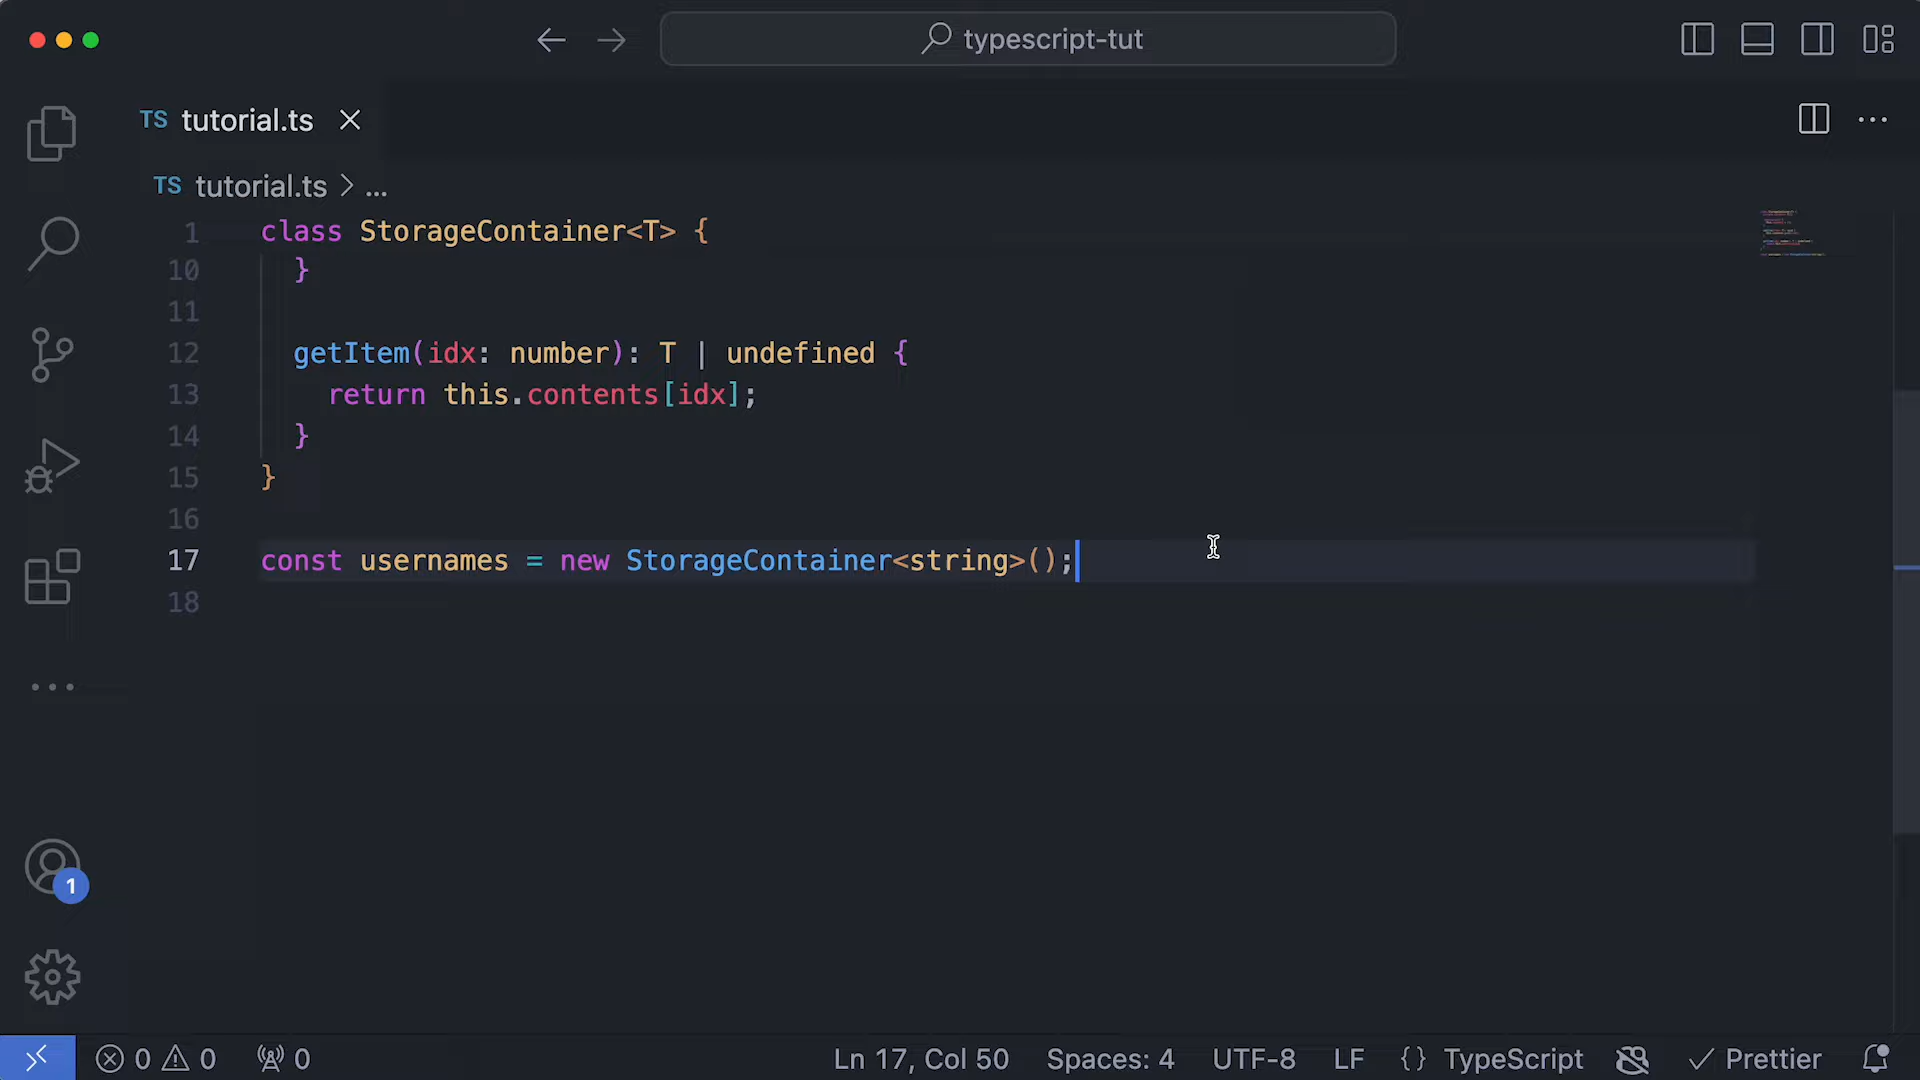 typescript-tut
TS tutorial.ts
TS tutorial.ts > ...
1 class StorageContainer<T> {
10 }
11
12 getItem(idx: number): T | undefined {
13 return this.contents[idx];
14 }
15 }
16
17 const usernames = new StorageContainer<string>();
18
1
0 0 0 Ln 17, Col 50 Spaces: 4 UTF-8 LF {} TypeScript Prettier